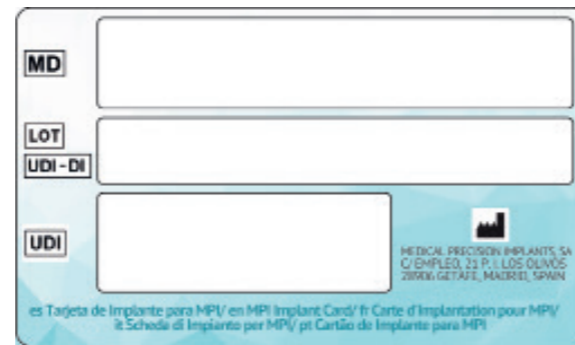 MD
LOT
UDI-DI
UDI
MEDICAL PRECISION IMPLANTS, SA
C/ EMPLEO, 21 P. I. LOS OLIVOS
28906 GETAFE, MADRID, SPAIN
es Tarjeta de Implante para MPI/ en MPI Implant Card/ fr Carte d'Implantation pour MPI/
it Scheda di Impianto per MPI/ pt Cartão de Implante para MPI